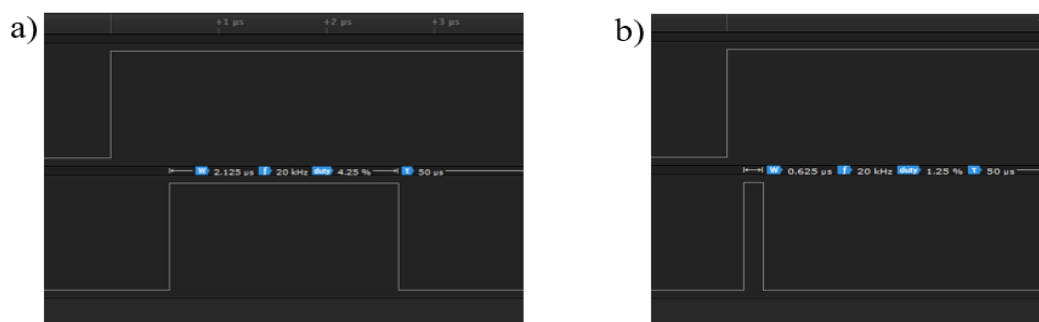 a)
+1 µs +2 µs +3 µs
W 2.125 µs f 20 kHz duty 4.25 % τ 50 µs
b)
W 0.625 µs f 20 kHz duty 1.25 % τ 50 µs